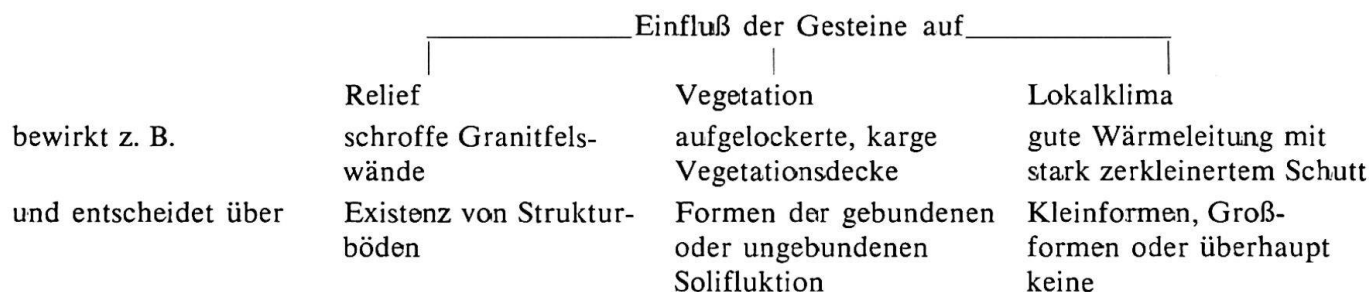 Einfluß der Gesteine auf
Relief Vegetation Lokalklima
bewirkt z. B. schroffe Granitfels- aufgelockerte, karge gute Wärmeleitung mit
wände Vegetationsdecke stark zerkleinertem Schutt
und entscheidet über Existenz von Struktur- Formen der gebundenen Kleinformen, Groß-
böden oder ungebundenen formen oder überhaupt
Solifluktion keine